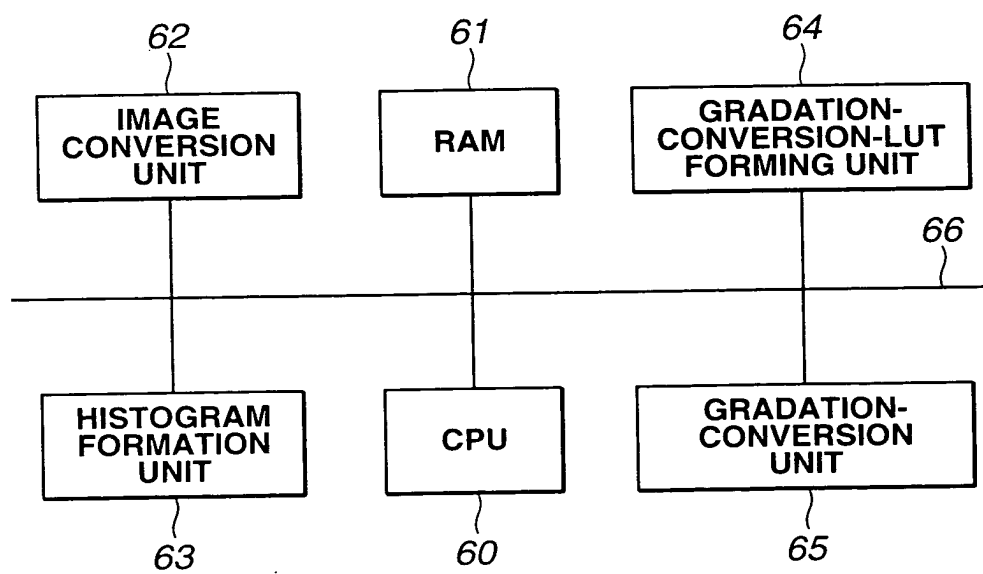 62
61
64
IMAGE
CONVERSION
UNIT
RAM
GRADATION-
CONVERSION-LUT
FORMING UNIT
66
HISTOGRAM
FORMATION
UNIT
CPU
GRADATION-
CONVERSION
UNIT
63
60
65